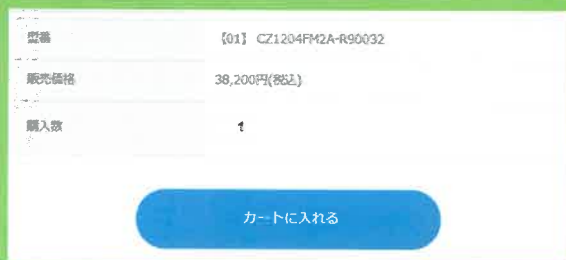 型番 【01】 CZ1204FM2A-R90032
販売価格 38,200円(税込)
購入数 1
カートに入れる